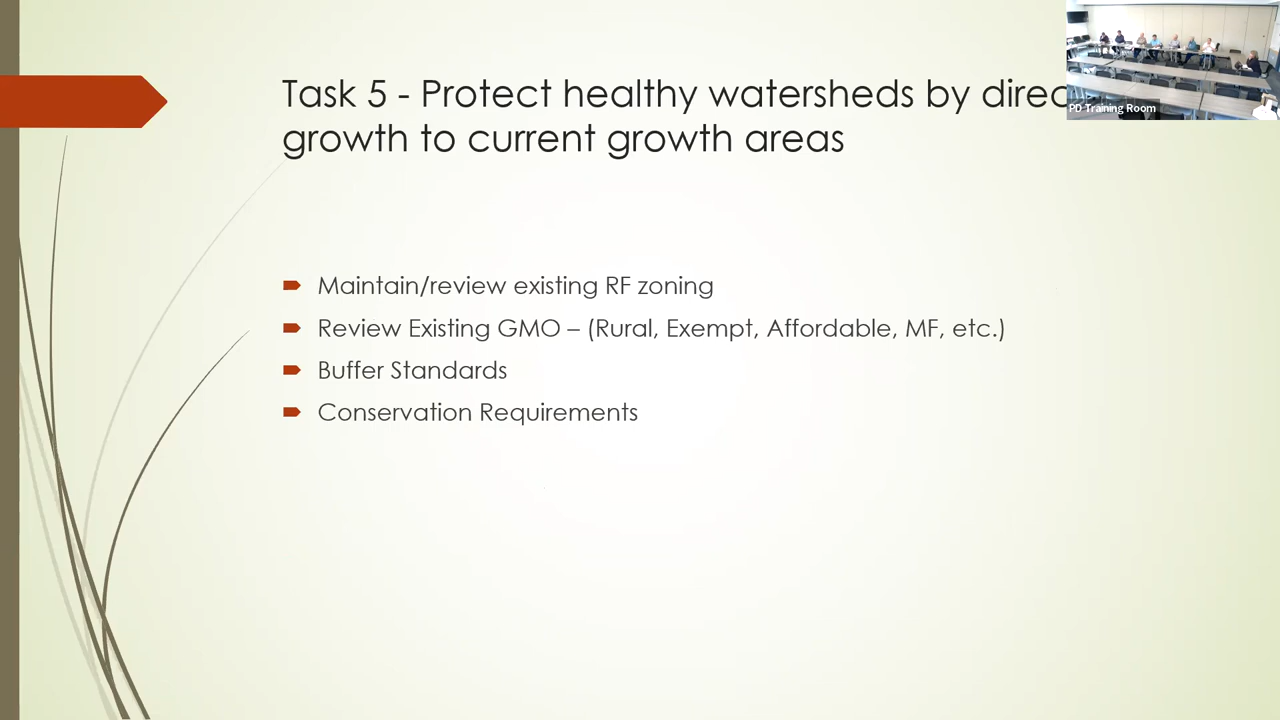 Task 5 - Protect healthy watersheds by
growth to current growth areas
PD Training Room
Maintain/review existing RF zoning
Review Existing GMO – (Rural, Exempt, Affordable, MF, etc.)
Buffer Standards
Conservation Requirements